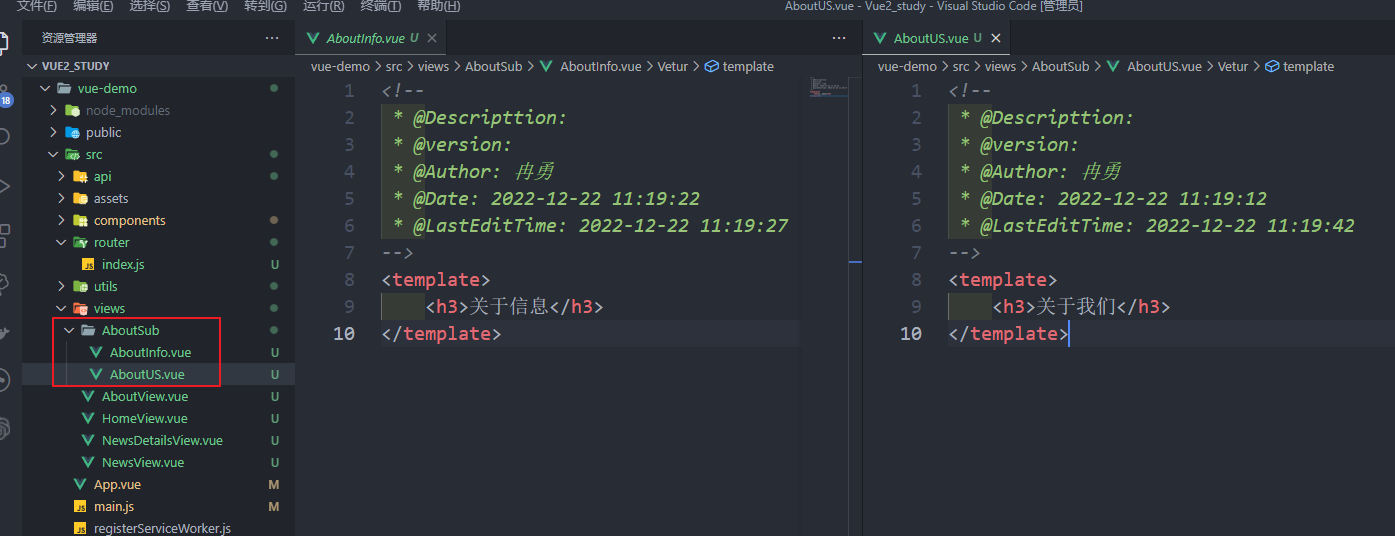 文件(F) 编辑(E) 选择(S) 查看(V) 转到(G) 运行(R) 终端(T) 帮助(H) AboutUS.vue - Vue2_study - Visual Studio Code [管理员]
资源管理器 ···
VUE2_STUDY
vue-demo
node_modules
public
src
api
assets
components
router
index.js U
utils
views
AboutSub
AboutInfo.vue U
AboutUS.vue U
AboutView.vue U
HomeView.vue U
NewsDetailsView.vue U
NewsView.vue U
App.vue M
main.js M
registerServiceWorker.js
18
AboutInfo.vue U × ···
vue-demo > src > views > AboutSub > AboutInfo.vue > Vetur > template
1 <!--
2 * @Descripttion:
3 * @version:
4 * @Author: 冉勇
5 * @Date: 2022-12-22 11:19:22
6 * @LastEditTime: 2022-12-22 11:19:27
7 -->
8 <template>
9 <h3>关于信息</h3>
10 </template>
AboutUS.vue U ×
vue-demo > src > views > AboutSub > AboutUS.vue > Vetur > template
1 <!--
2 * @Descripttion:
3 * @version:
4 * @Author: 冉勇
5 * @Date: 2022-12-22 11:19:12
6 * @LastEditTime: 2022-12-22 11:19:42
7 -->
8 <template>
9 <h3>关于我们</h3>
10 </template>